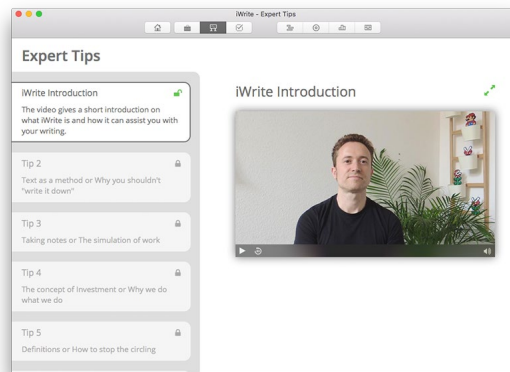 iWrite - Expert Tips
Expert Tips
iWrite Introduction
The video gives a short introduction on
what iWrite is and how it can assist you with
your writing.
Tip 2
Text as a method or Why you shouldn't
"write it down"
Tip 3
Taking notes or The simulation of work
Tip 4
The concept of Investment or Why we do
what we do
Tip 5
Definitions or How to stop the circling
iWrite Introduction